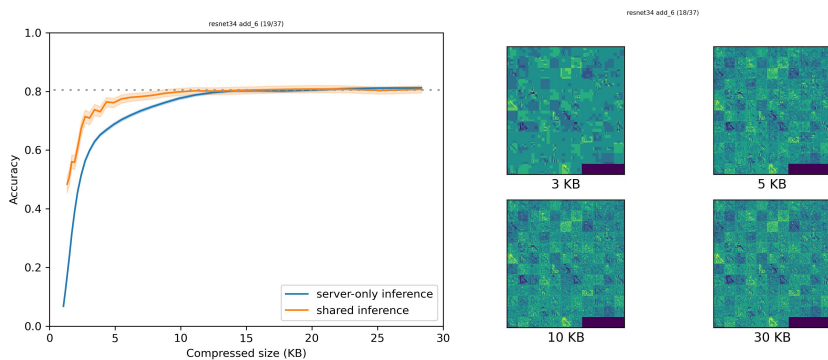 resnet34 add_6 (19/37)
1.0
0.8
0.6
0.4
0.2
0.0
Accuracy
0
5
10
15
20
25
30
Compressed size (KB)
server-only inference
shared inference
resnet34 add_6 (18/37)
3 KB
5 KB
10 KB
30 KB